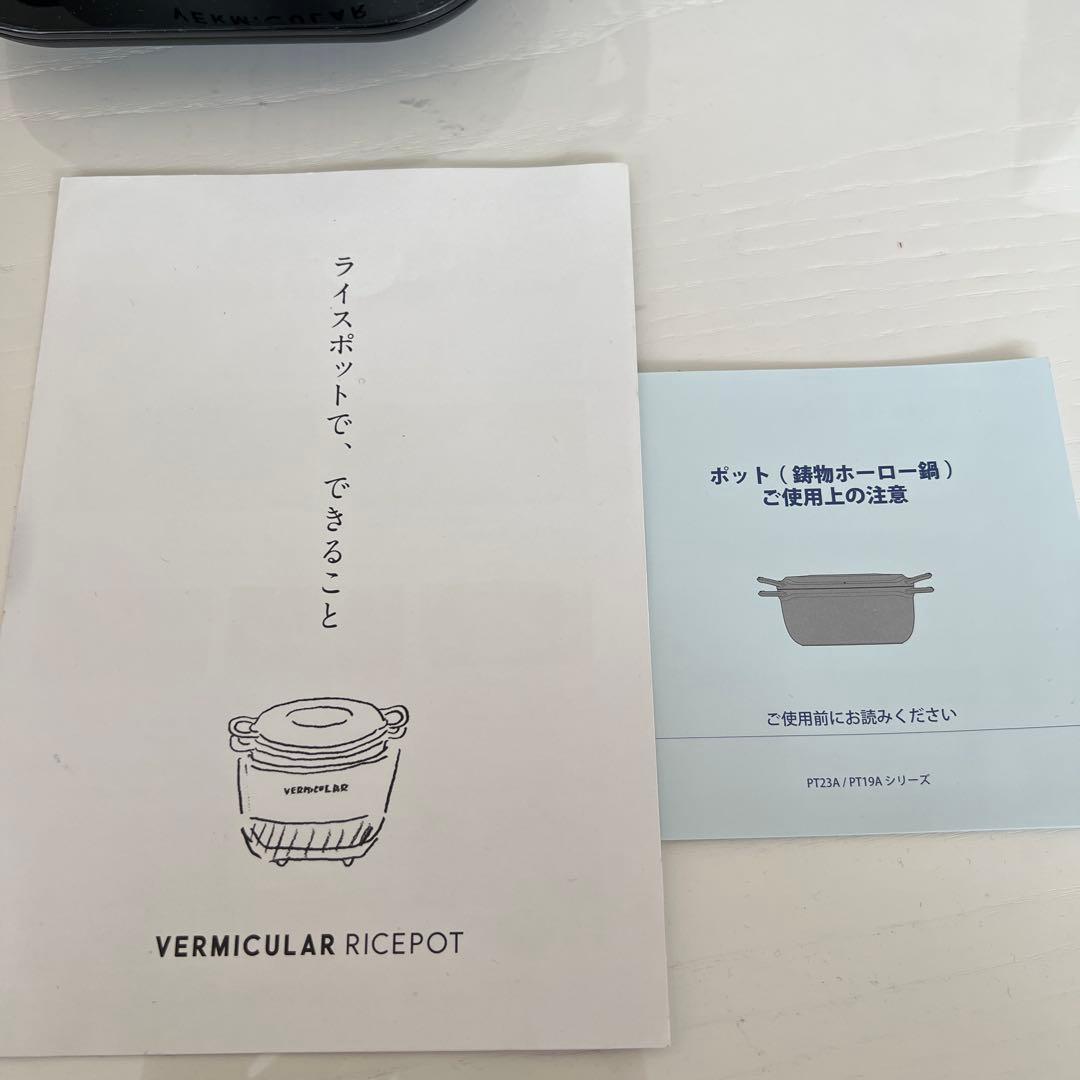 VERMICULAR
ライスポットで、できること
VERMICULAR
VERMICULAR RICEPOT
ポット ( 鋳物ホーロー鍋 )
ご使用上の注意
ご使用前にお読みください
PT23A / PT19A シリーズ